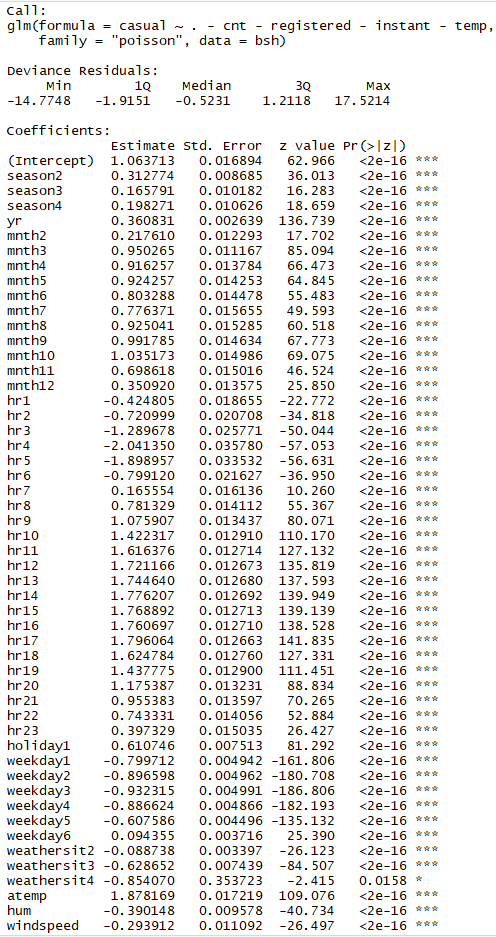 Call:
glm(formula = casual ~ . - cnt - registered - instant - temp,
    family = "poisson", data = bsh)
Deviance Residuals:
     Min       1Q   Median       3Q      Max
-14.7748  -1.9151  -0.5231   1.2118  17.5214
Coefficients:
             Estimate Std. Error  z value Pr(>|z|)
(Intercept)  1.063713   0.016894   62.966   <2e-16 ***
season2      0.312774   0.008685   36.013   <2e-16 ***
season3      0.165791   0.010182   16.283   <2e-16 ***
season4      0.198271   0.010626   18.659   <2e-16 ***
yr           0.360831   0.002639  136.739   <2e-16 ***
mnth2        0.217610   0.012293   17.702   <2e-16 ***
mnth3        0.950265   0.011167   85.094   <2e-16 ***
mnth4        0.916257   0.013784   66.473   <2e-16 ***
mnth5        0.924257   0.014253   64.845   <2e-16 ***
mnth6        0.803288   0.014478   55.483   <2e-16 ***
mnth7        0.776371   0.015655   49.593   <2e-16 ***
mnth8        0.925041   0.015285   60.518   <2e-16 ***
mnth9        0.991785   0.014634   67.773   <2e-16 ***
mnth10       1.035173   0.014986   69.075   <2e-16 ***
mnth11       0.698618   0.015016   46.524   <2e-16 ***
mnth12       0.350920   0.013575   25.850   <2e-16 ***
hr1         -0.424805   0.018655  -22.772   <2e-16 ***
hr2         -0.720999   0.020708  -34.818   <2e-16 ***
hr3         -1.289678   0.025771  -50.044   <2e-16 ***
hr4         -2.041350   0.035780  -57.053   <2e-16 ***
hr5         -1.898957   0.033532  -56.631   <2e-16 ***
hr6         -0.799120   0.021627  -36.950   <2e-16 ***
hr7          0.165554   0.016136   10.260   <2e-16 ***
hr8          0.781329   0.014112   55.367   <2e-16 ***
hr9          1.075907   0.013437   80.071   <2e-16 ***
hr10         1.422317   0.012910  110.170   <2e-16 ***
hr11         1.616376   0.012714  127.132   <2e-16 ***
hr12         1.721166   0.012673  135.819   <2e-16 ***
hr13         1.744640   0.012680  137.593   <2e-16 ***
hr14         1.776207   0.012692  139.949   <2e-16 ***
hr15         1.768892   0.012713  139.139   <2e-16 ***
hr16         1.760697   0.012710  138.528   <2e-16 ***
hr17         1.796064   0.012663  141.835   <2e-16 ***
hr18         1.624784   0.012760  127.331   <2e-16 ***
hr19         1.437775   0.012900  111.451   <2e-16 ***
hr20         1.175387   0.013231   88.834   <2e-16 ***
hr21         0.955383   0.013597   70.265   <2e-16 ***
hr22         0.743331   0.014056   52.884   <2e-16 ***
hr23         0.397329   0.015035   26.427   <2e-16 ***
holiday1     0.610746   0.007513   81.292   <2e-16 ***
weekday1    -0.799712   0.004942 -161.806   <2e-16 ***
weekday2    -0.896598   0.004962 -180.708   <2e-16 ***
weekday3    -0.932315   0.004991 -186.806   <2e-16 ***
weekday4    -0.886624   0.004866 -182.193   <2e-16 ***
weekday5    -0.607586   0.004496 -135.132   <2e-16 ***
weekday6     0.094355   0.003716   25.390   <2e-16 ***
weathersit2 -0.088738   0.003397  -26.123   <2e-16 ***
weathersit3 -0.628652   0.007439  -84.507   <2e-16 ***
weathersit4 -0.854070   0.353723   -2.415   0.0158 *
atemp        1.878169   0.017219  109.076   <2e-16 ***
hum         -0.390148   0.009578  -40.734   <2e-16 ***
windspeed   -0.293912   0.011092  -26.497   <2e-16 ***